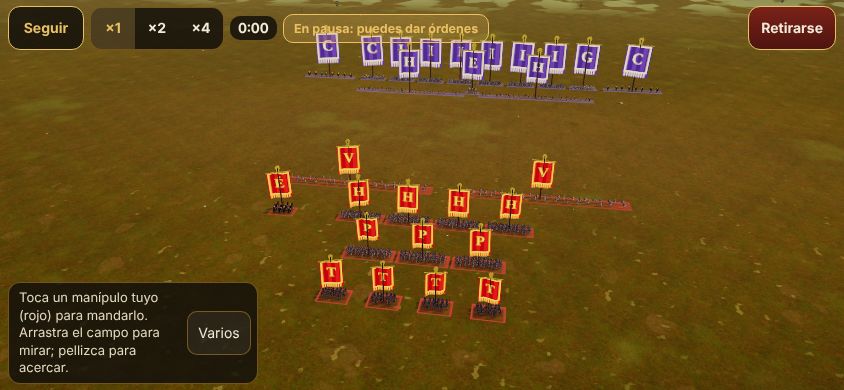 Seguir ×1 ×2 ×4 0:00 En pausa: puedes dar órdenes Retirarse
C C I I I I I I G C
H E H
V V
E H H H H
P P P
T T T T
Toca un manípulo tuyo
(rojo) para mandarlo.
Arrastra el campo para
mirar; pellizca para
acercar.
Varios